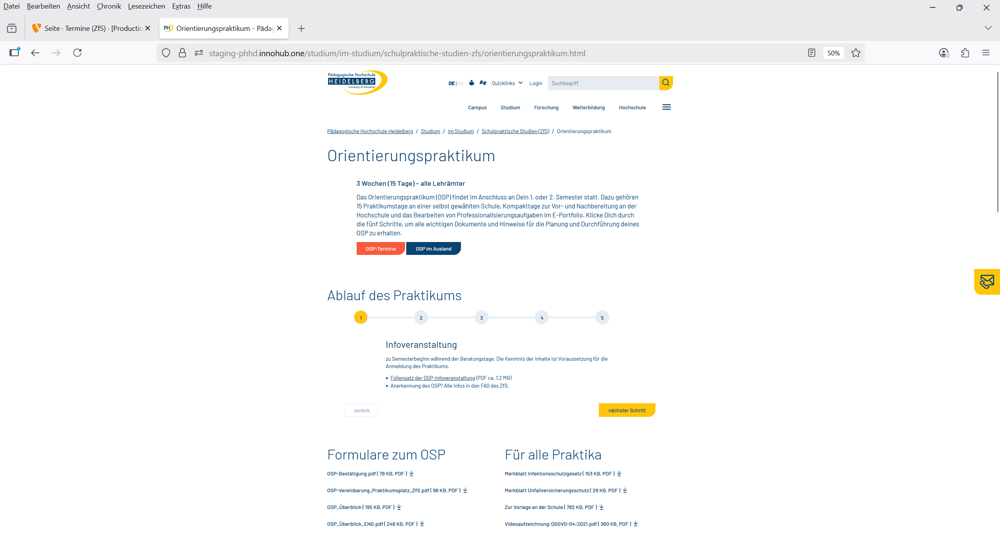 Datei Bearbeiten Ansicht Chronik Lesezeichen Extras Hilfe
Seite · Termine (ZfS) · [Productio
Orientierungspraktikum - Pädag
staging-phhd.innohub.one/studium/im-studium/schulpraktische-studien-zfs/orientierungspraktikum.html
50%
Pädagogische Hochschule
HEIDELBERG
University of Education
DE | EN
Quicklinks
Login
Suchbegriff
Campus Studium Forschung Weiterbildung Hochschule
Pädagogische Hochschule Heidelberg / Studium / Im Studium / Schulpraktische Studien (ZfS) / Orientierungspraktikum
Orientierungspraktikum
3 Wochen (15 Tage) – alle Lehrämter
Das Orientierungspraktikum (OSP) findet im Anschluss an Dein 1. oder 2. Semester statt. Dazu gehören
15 Praktikumstage an einer selbst gewählten Schule, Kompakttage zur Vor- und Nachbereitung an der
Hochschule und das Bearbeiten von Professionalisierungsaufgaben im E-Portfolio. Klicke Dich durch
die fünf Schritte, um alle wichtigen Dokumente und Hinweise für die Planung und Durchführung deines
OSP zu erhalten.
OSP-Termine OSP im Ausland
Ablauf des Praktikums
1 2 3 4 5
Infoveranstaltung
zu Semesterbeginn während der Beratungstage. Die Kenntnis der Inhalte ist Voraussetzung für die
Anmeldung des Praktikums.
• Foliensatz der OSP-Infoveranstaltung (PDF ca. 1,2 MB)
• Anerkennung des OSP? Alle Infos in den FAQ des ZfS.
zurück
nächster Schritt
Formulare zum OSP
OSP-Bestätigung.pdf ( 78 KB, PDF )
OSP-Vereinbarung_Praktikumsplatz_ZfS.pdf ( 98 KB, PDF )
OSP_Überblick ( 195 KB, PDF )
OSP_Überblick_ENG.pdf ( 248 KB, PDF )
Für alle Praktika
Merkblatt Infektionsschutzgesetz ( 153 KB, PDF )
Merkblatt Unfallversicherungsschutz ( 29 KB, PDF )
Zur Vorlage an der Schule ( 782 KB, PDF )
Videoaufzeichnung-DSGVO-04-2021.pdf ( 360 KB, PDF )